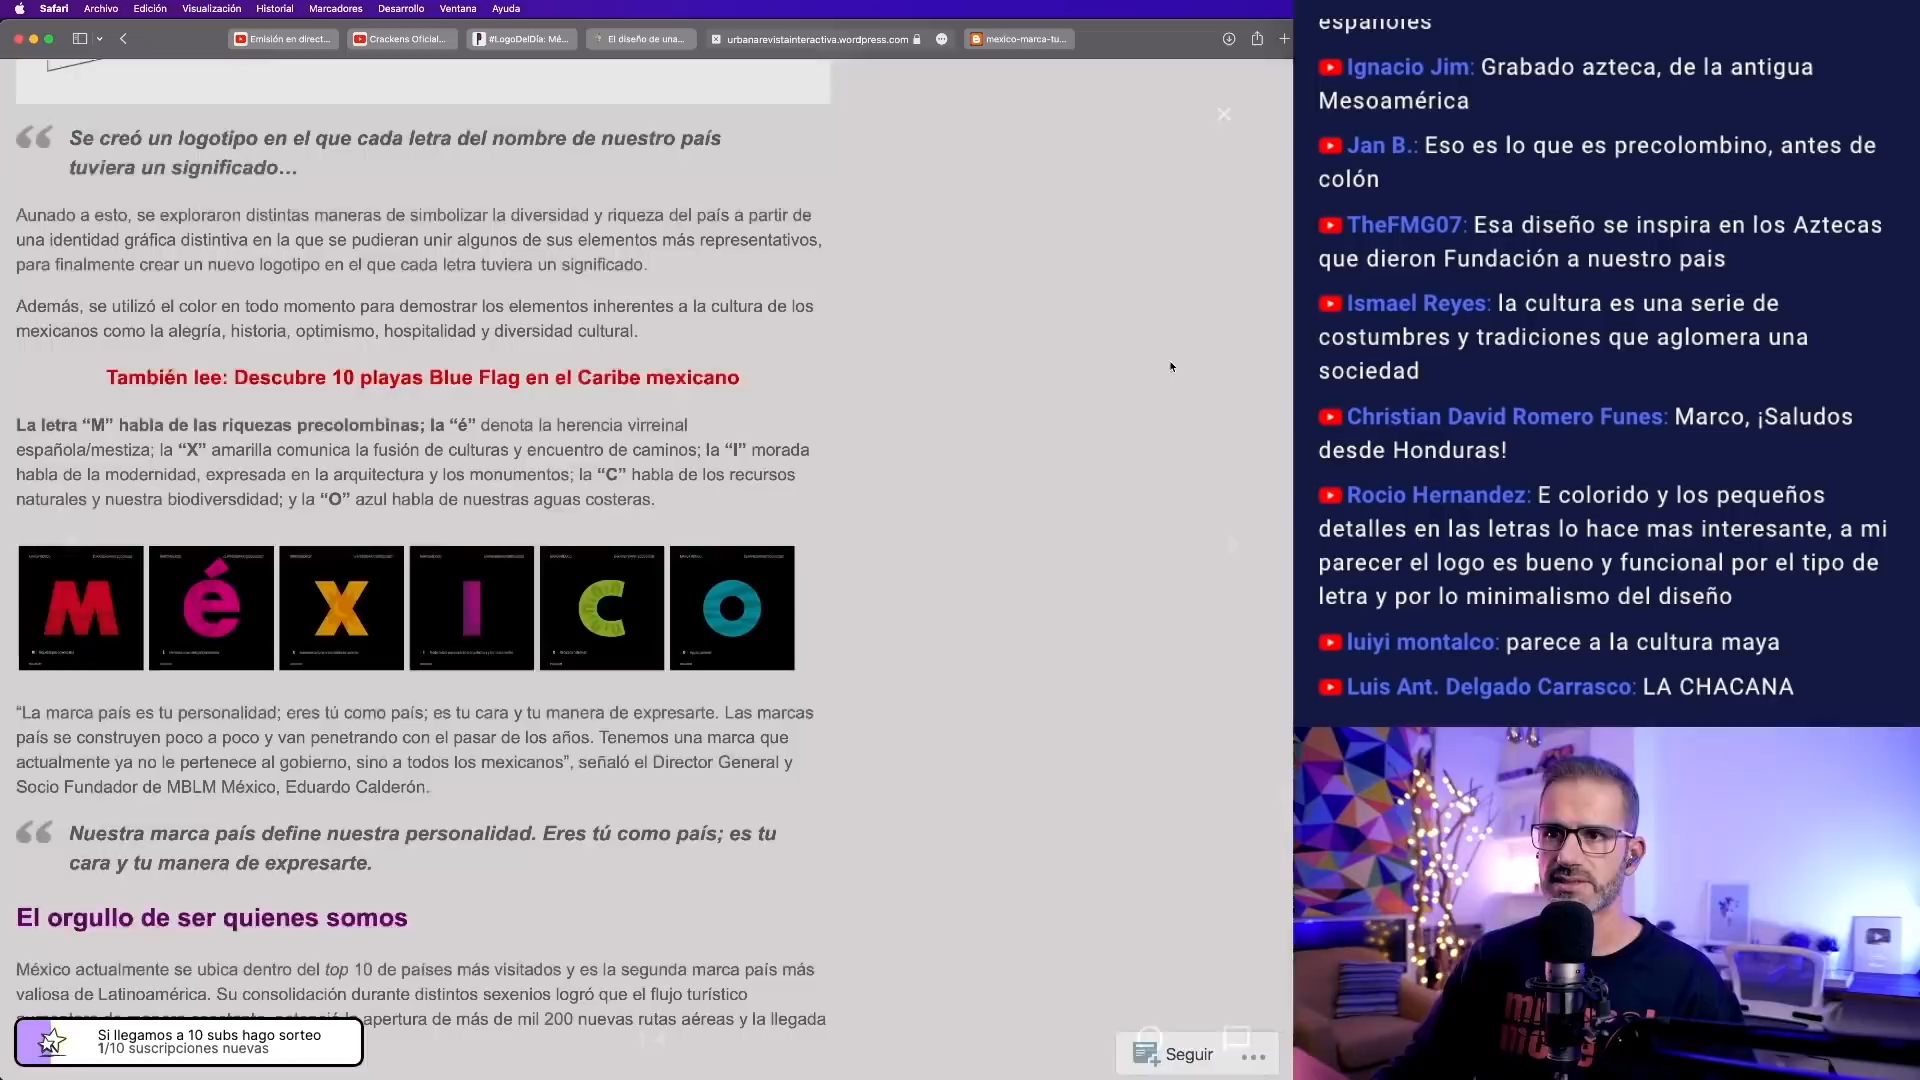 Safari Archivo Edición Visualización Historial Marcadores Desarrollo Ventana Ayuda
Emisión en direct... Crackens Oficial... #LogoDelDía: Mé... El diseño de una... urbanarevistainteractiva.wordpress.com mexico-marca-tu...
Se creó un logotipo en el que cada letra del nombre de nuestro país
tuviera un significado…
Aunado a esto, se exploraron distintas maneras de simbolizar la diversidad y riqueza del país a partir de
una identidad gráfica distintiva en la que se pudieran unir algunos de sus elementos más representativos,
para finalmente crear un nuevo logotipo en el que cada letra tuviera un significado.
Además, se utilizó el color en todo momento para demostrar los elementos inherentes a la cultura de los
mexicanos como la alegría, historia, optimismo, hospitalidad y diversidad cultural.
También lee: Descubre 10 playas Blue Flag en el Caribe mexicano
La letra “M” habla de las riquezas precolombinas; la “é” denota la herencia virreinal
española/mestiza; la “X” amarilla comunica la fusión de culturas y encuentro de caminos; la “I” morada
habla de la modernidad, expresada en la arquitectura y los monumentos; la “C” habla de los recursos
naturales y nuestra biodiversdidad; y la “O” azul habla de nuestras aguas costeras.
M é X I C O
“La marca país es tu personalidad; eres tú como país; es tu cara y tu manera de expresarte. Las marcas
país se construyen poco a poco y van penetrando con el pasar de los años. Tenemos una marca que
actualmente ya no le pertenece al gobierno, sino a todos los mexicanos”, señaló el Director General y
Socio Fundador de MBLM México, Eduardo Calderón.
Nuestra marca país define nuestra personalidad. Eres tú como país; es tu
cara y tu manera de expresarte.
El orgullo de ser quienes somos
México actualmente se ubica dentro del top 10 de países más visitados y es la segunda marca país más
valiosa de Latinoamérica. Su consolidación durante distintos sexenios logró que el flujo turístico
apertura de más de mil 200 nuevas rutas aéreas y la llegada
Si llegamos a 10 subs hago sorteo
1/10 suscripciones nuevas
Seguir
españoles
Ignacio Jim: Grabado azteca, de la antigua
Mesoamérica
Jan B.: Eso es lo que es precolombino, antes de
colón
TheFMG07: Esa diseño se inspira en los Aztecas
que dieron Fundación a nuestro pais
Ismael Reyes: la cultura es una serie de
costumbres y tradiciones que aglomera una
sociedad
Christian David Romero Funes: Marco, ¡Saludos
desde Honduras!
Rocio Hernandez: E colorido y los pequeños
detalles en las letras lo hace mas interesante, a mi
parecer el logo es bueno y funcional por el tipo de
letra y por lo minimalismo del diseño
luiyi montalco: parece a la cultura maya
Luis Ant. Delgado Carrasco: LA CHACANA